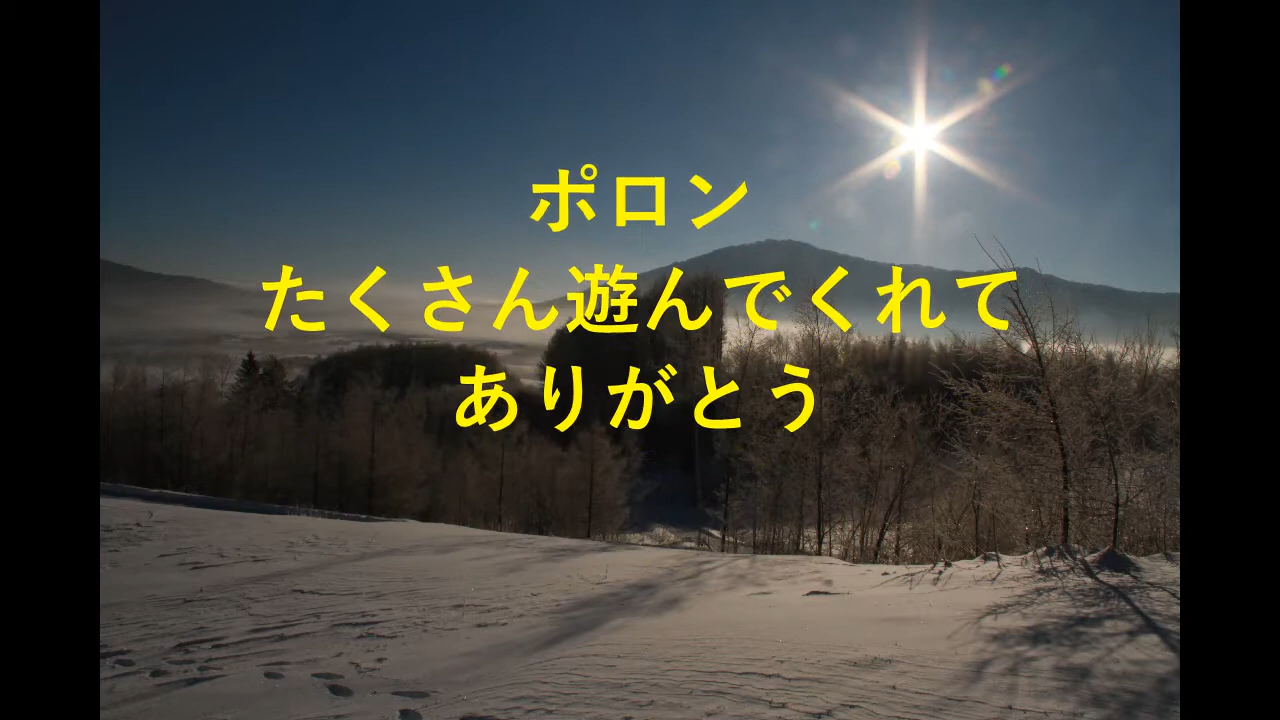 ポロン
たくさん遊んでくれて
ありがとう